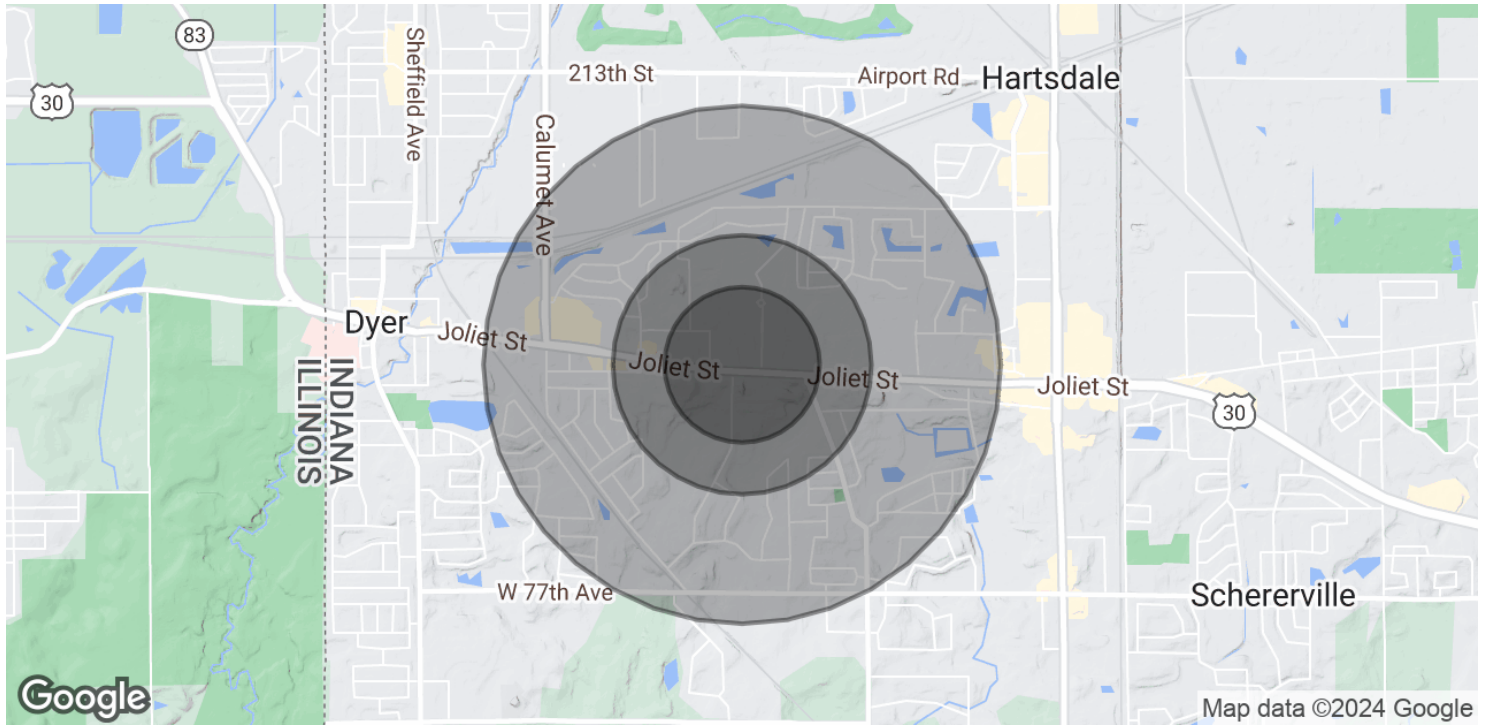 83
30
Sheffield Ave
213th St
Airport Rd
Hartsdale
Calumet Ave
Dyer
Joliet St
Joliet St
Joliet St
Joliet St
30
INDIANA
ILLINOIS
W 77th Ave
Schererville
Google
Map data ©2024 Google